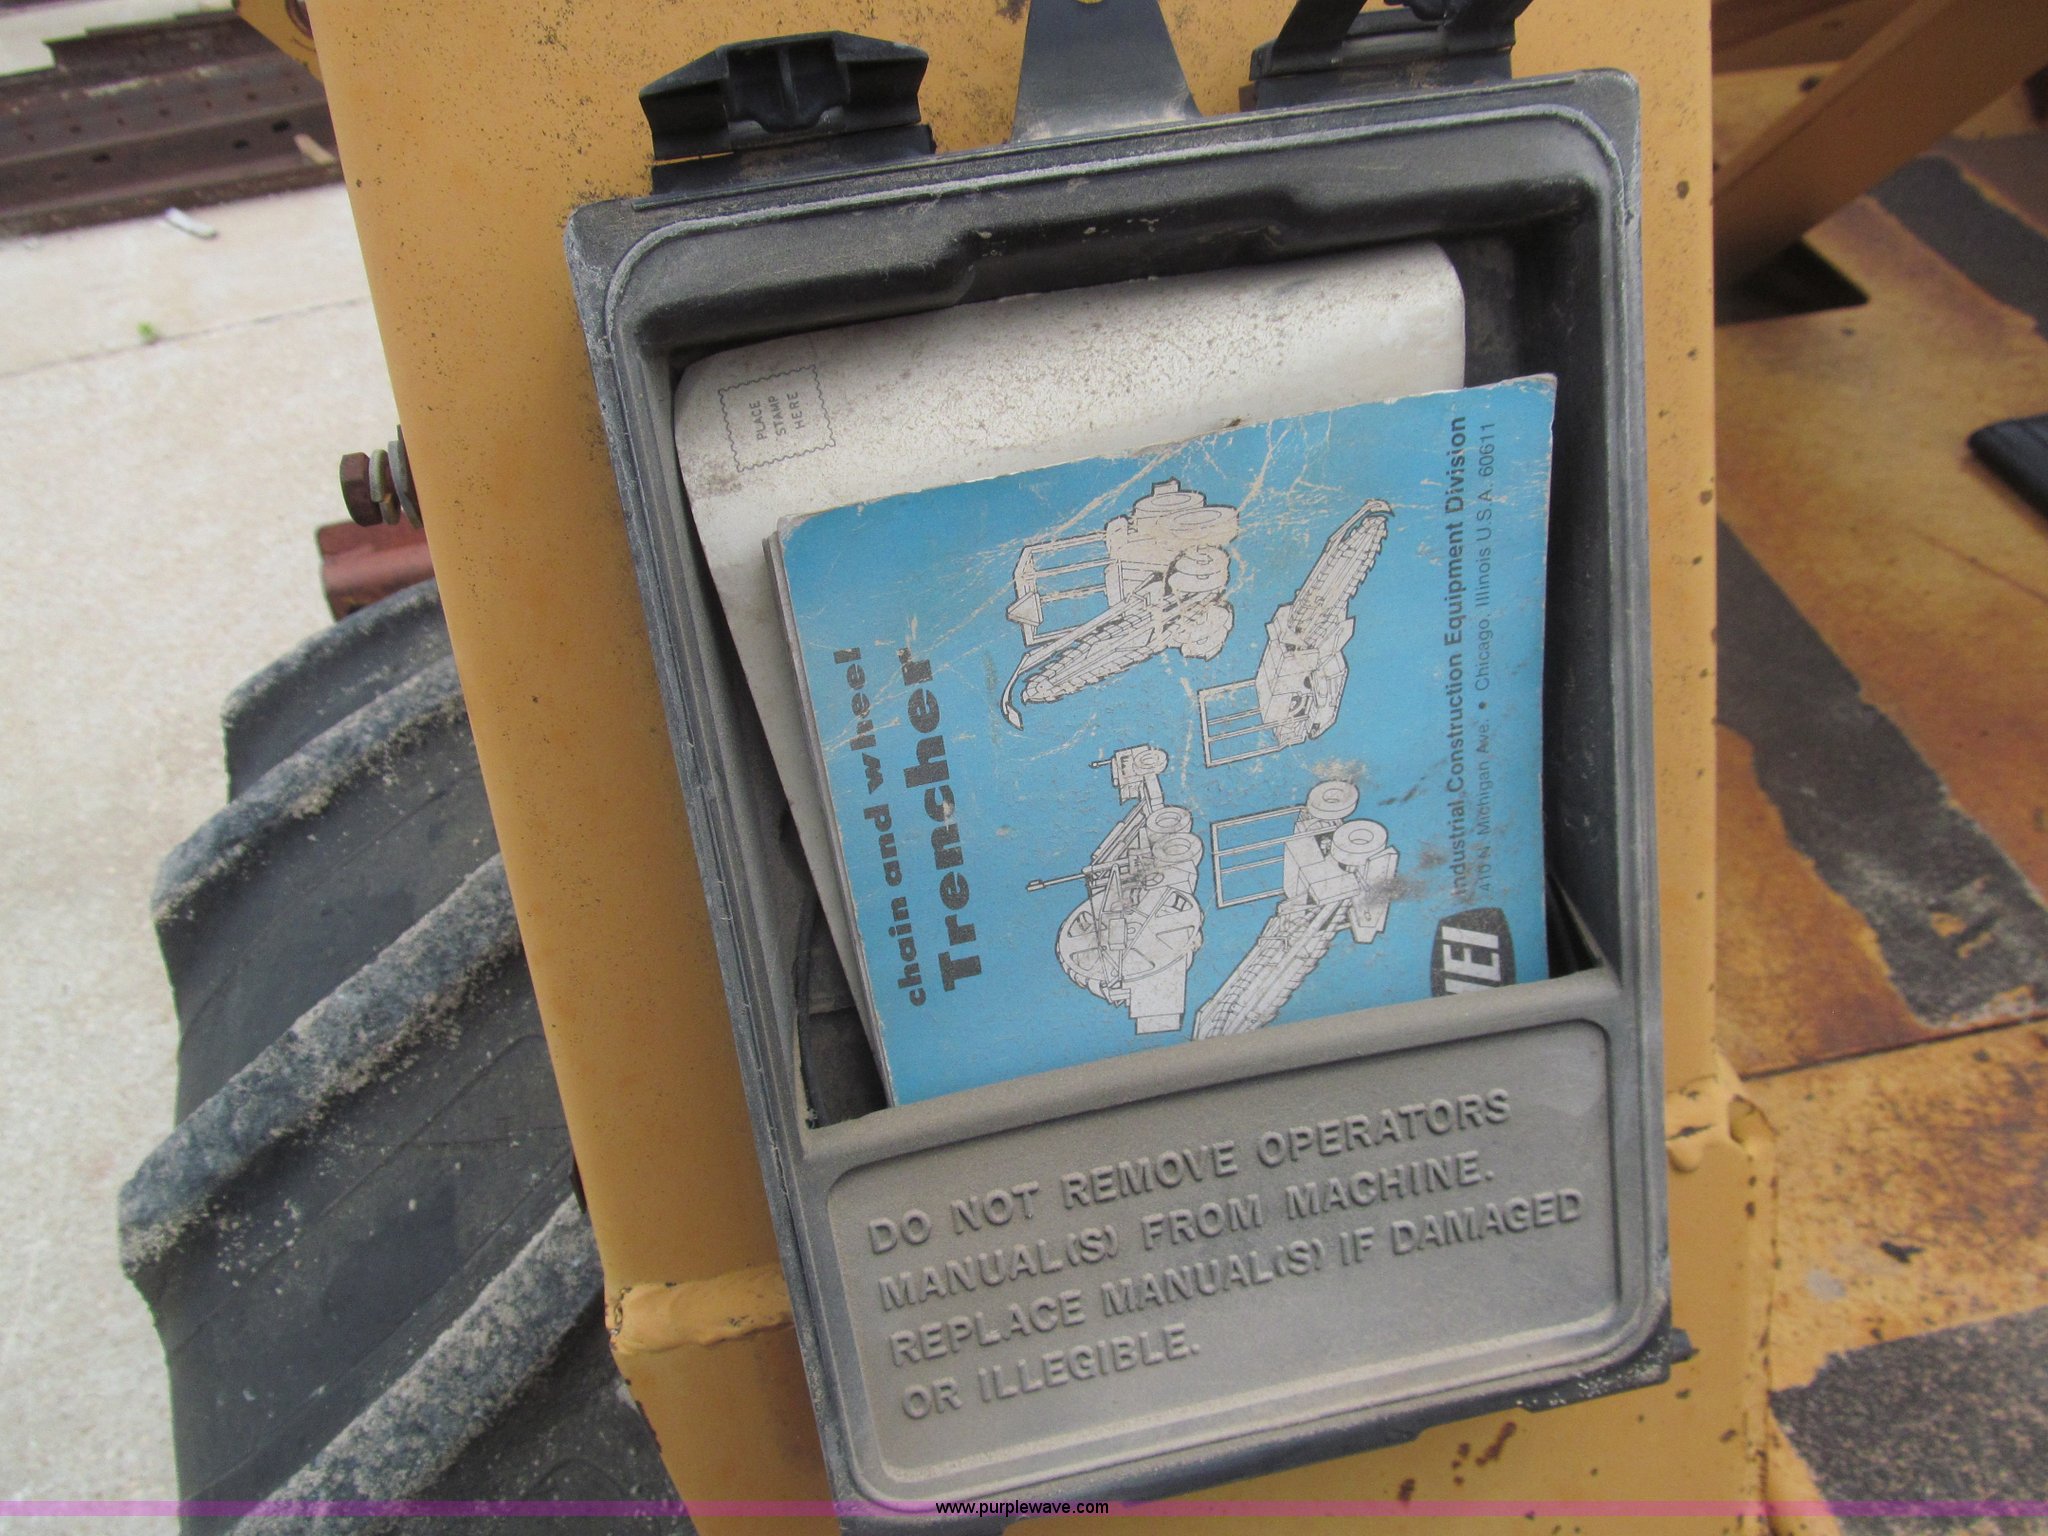 PLACE
STAMP
HERE
chain and wheel
Trencher
Industrial Construction Equipment Division
410 N. Michigan Ave. • Chicago, Illinois U.S.A. 60611
DO NOT REMOVE OPERATORS
MANUAL(S) FROM MACHINE.
REPLACE MANUAL(S) IF DAMAGED
OR ILLEGIBLE.
www.purplewave.com